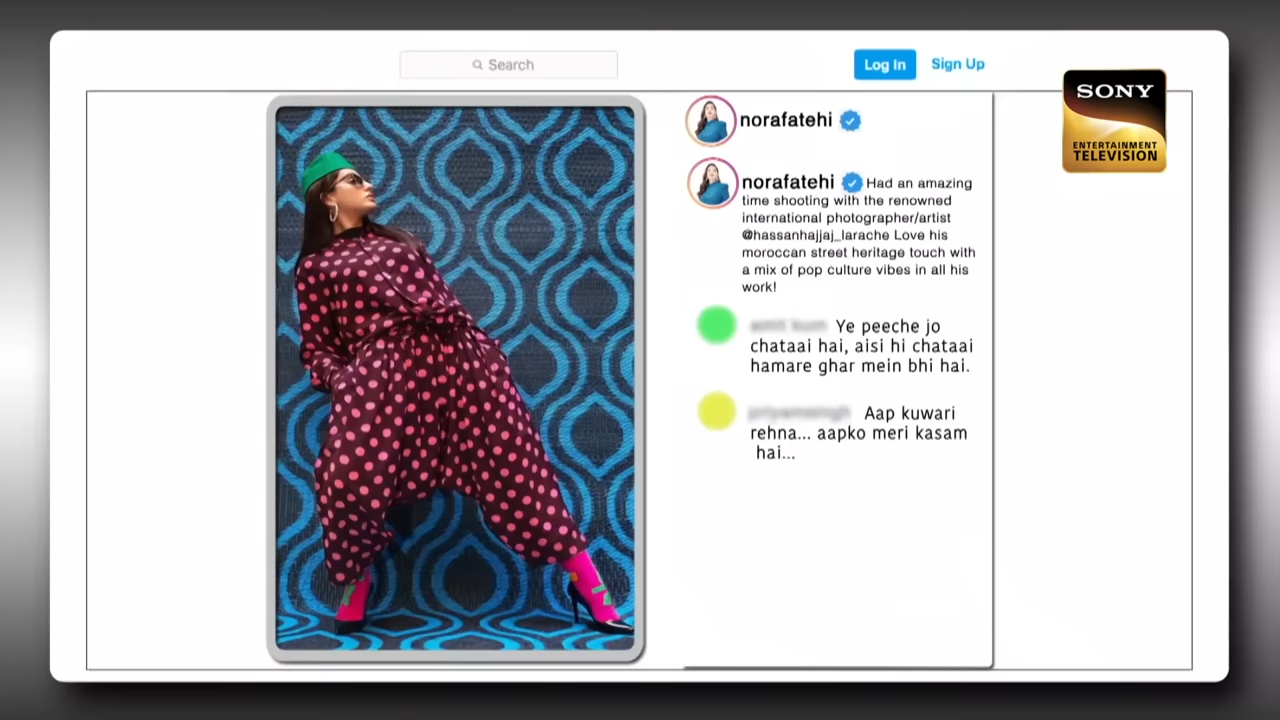 Search
Log In
Sign Up
SONY
ENTERTAINMENT
TELEVISION
norafatehi
norafatehi Had an amazing
time shooting with the renowned
international photographer/artist
@hassanhajjaj_larache Love his
moroccan street heritage touch with
a mix of pop culture vibes in all his
work!
Ye peeche jo
chataai hai, aisi hi chataai
hamare ghar mein bhi hai.
Aap kuwari
rehna... aapko meri kasam
hai...